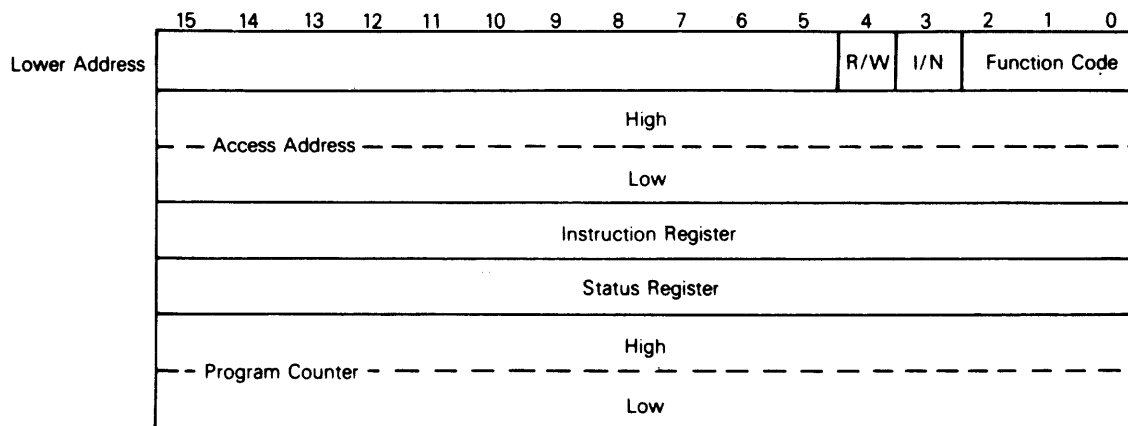 15 14 13 12 11 10 9 8 7 6 5 4 3 2 1 0
Lower Address R/W I/N Function Code
High
Access Address
Low
Instruction Register
Status Register
High
Program Counter
Low